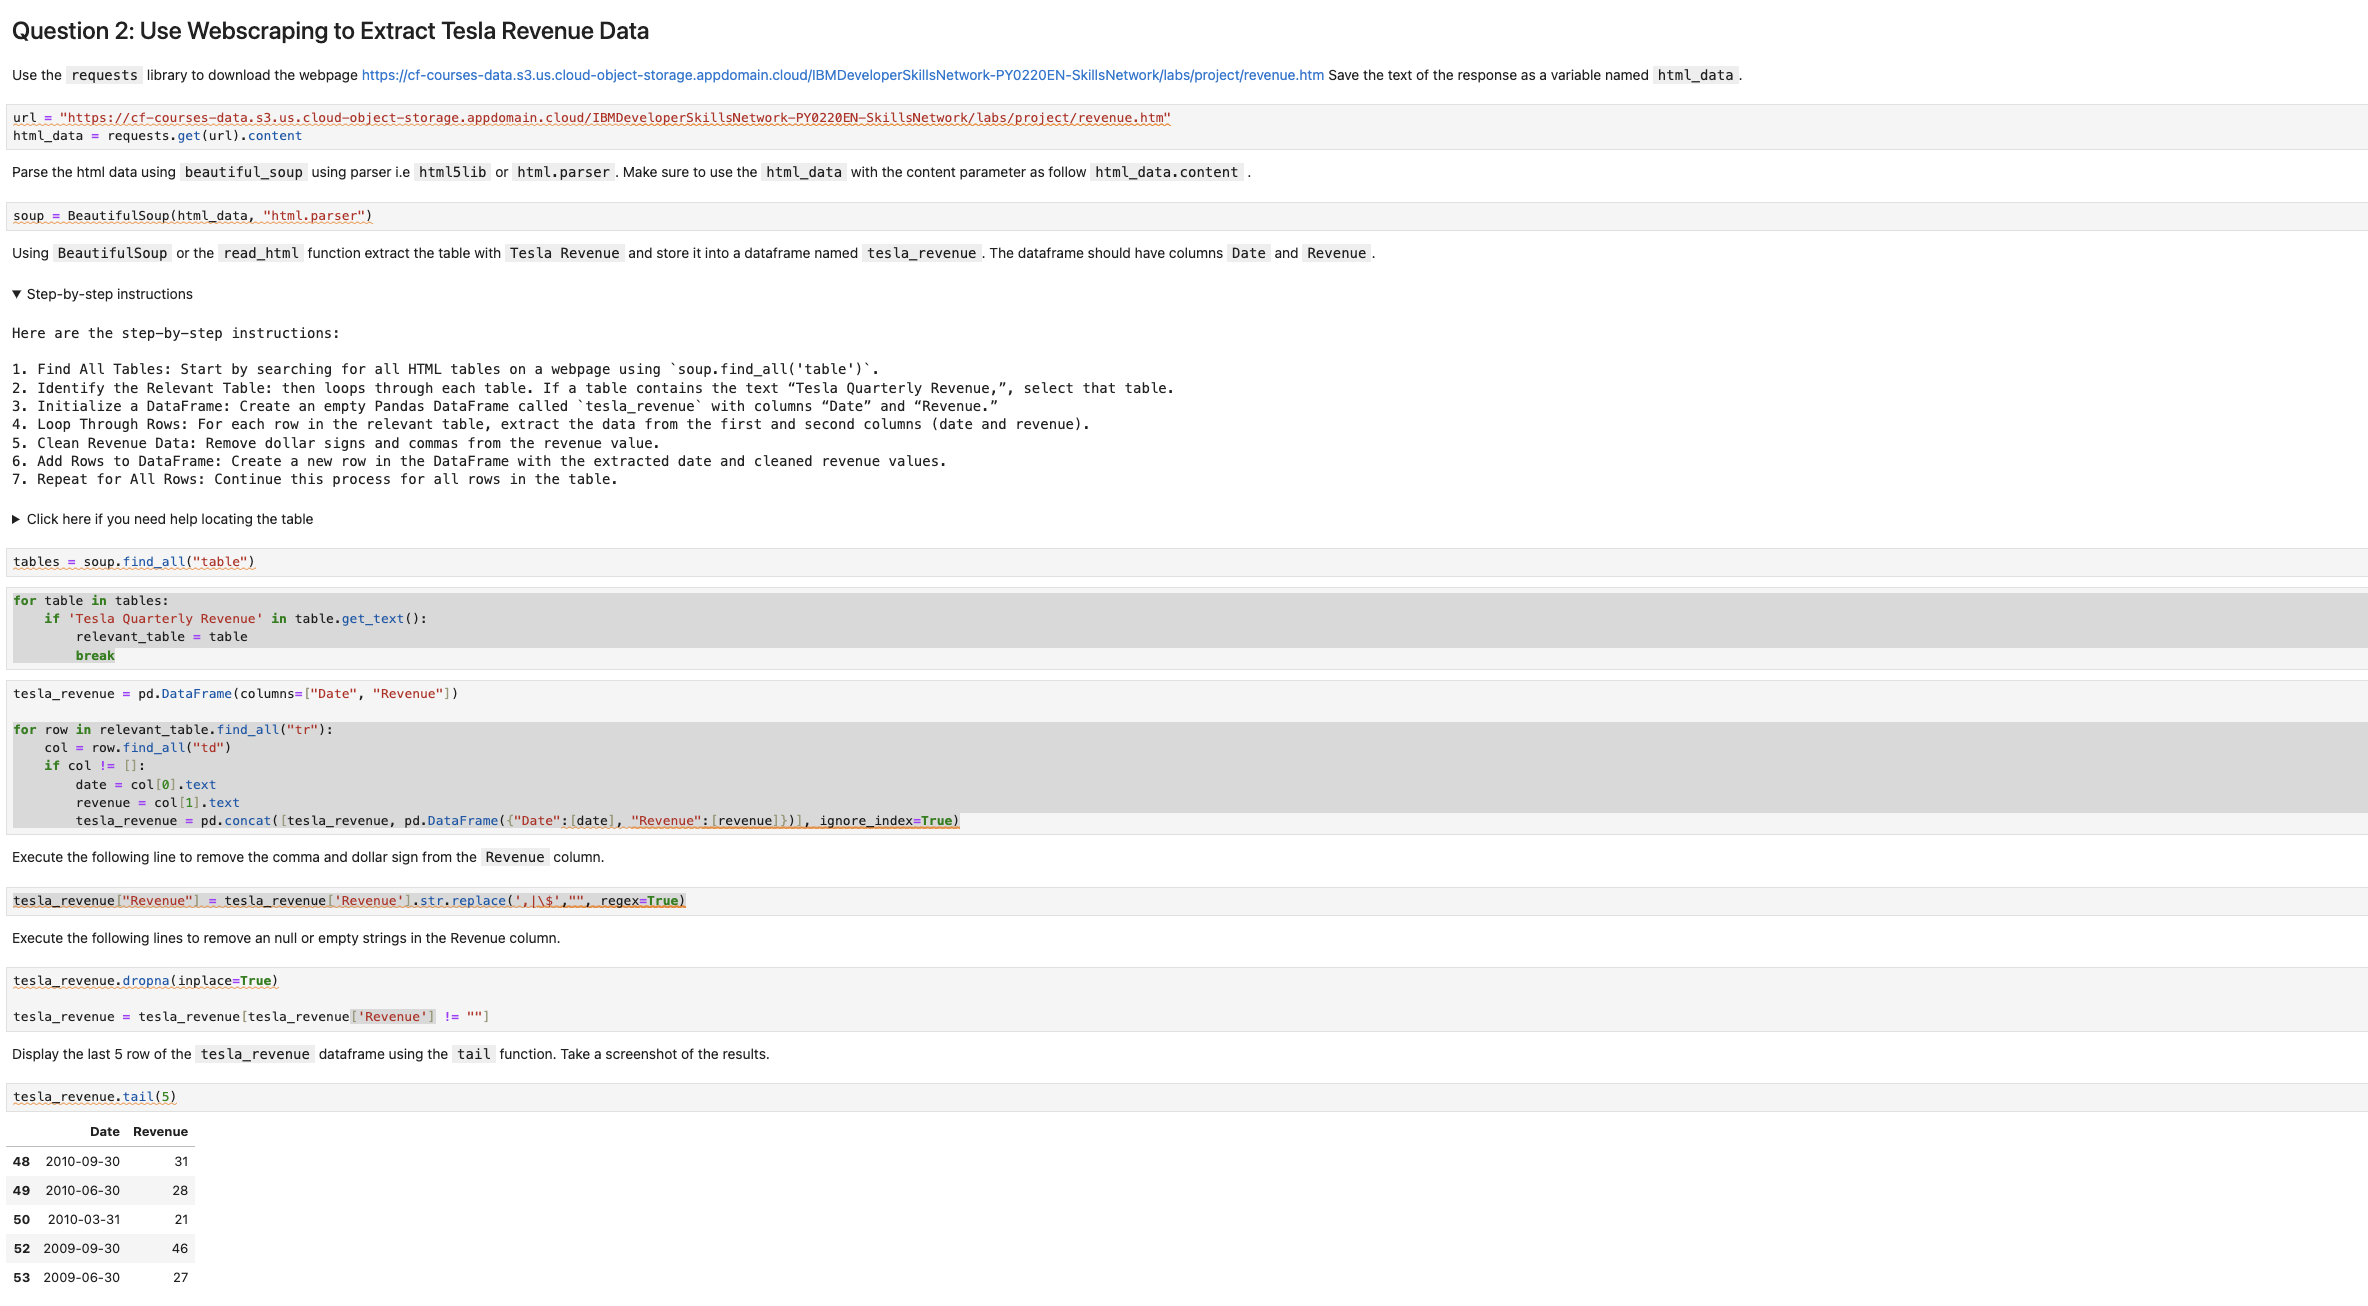 Question 2: Use Webscraping to Extract Tesla Revenue Data
Use the requests library to download the webpage https://cf-courses-data.s3.us.cloud-object-storage.appdomain.cloud/IBMDeveloperSkillsNetwork-PY0220EN-SkillsNetwork/labs/project/revenue.htm Save the text of the response as a variable named html_data.
url = "https://cf-courses-data.s3.us.cloud-object-storage.appdomain.cloud/IBMDeveloperSkillsNetwork-PY0220EN-SkillsNetwork/labs/project/revenue.htm"
html_data = requests.get(url).content
Parse the html data using beautiful_soup using parser i.e html5lib or html.parser. Make sure to use the html_data with the content parameter as follow html_data.content .
soup = BeautifulSoup(html_data, "html.parser")
Using BeautifulSoup or the read_html function extract the table with Tesla Revenue and store it into a dataframe named tesla_revenue. The dataframe should have columns Date and Revenue.
▼ Step-by-step instructions
Here are the step-by-step instructions:
1. Find All Tables: Start by searching for all HTML tables on a webpage using `soup.find_all('table')`.
2. Identify the Relevant Table: then loops through each table. If a table contains the text “Tesla Quarterly Revenue,”, select that table.
3. Initialize a DataFrame: Create an empty Pandas DataFrame called `tesla_revenue` with columns “Date” and “Revenue.”
4. Loop Through Rows: For each row in the relevant table, extract the data from the first and second columns (date and revenue).
5. Clean Revenue Data: Remove dollar signs and commas from the revenue value.
6. Add Rows to DataFrame: Create a new row in the DataFrame with the extracted date and cleaned revenue values.
7. Repeat for All Rows: Continue this process for all rows in the table.
▶ Click here if you need help locating the table
tables = soup.find_all("table")
for table in tables:
    if 'Tesla Quarterly Revenue' in table.get_text():
        relevant_table = table
        break
tesla_revenue = pd.DataFrame(columns=["Date", "Revenue"])
for row in relevant_table.find_all("tr"):
    col = row.find_all("td")
    if col != []:
        date = col[0].text
        revenue = col[1].text
        tesla_revenue = pd.concat([tesla_revenue, pd.DataFrame({"Date":[date], "Revenue":[revenue]})], ignore_index=True)
Execute the following line to remove the comma and dollar sign from the Revenue column.
tesla_revenue["Revenue"] = tesla_revenue['Revenue'].str.replace(',|\$',"", regex=True)
Execute the following lines to remove an null or empty strings in the Revenue column.
tesla_revenue.dropna(inplace=True)
tesla_revenue = tesla_revenue[tesla_revenue['Revenue'] != ""]
Display the last 5 row of the tesla_revenue dataframe using the tail function. Take a screenshot of the results.
tesla_revenue.tail(5)
Date Revenue
48 2010-09-30 31
49 2010-06-30 28
50 2010-03-31 21
52 2009-09-30 46
53 2009-06-30 27